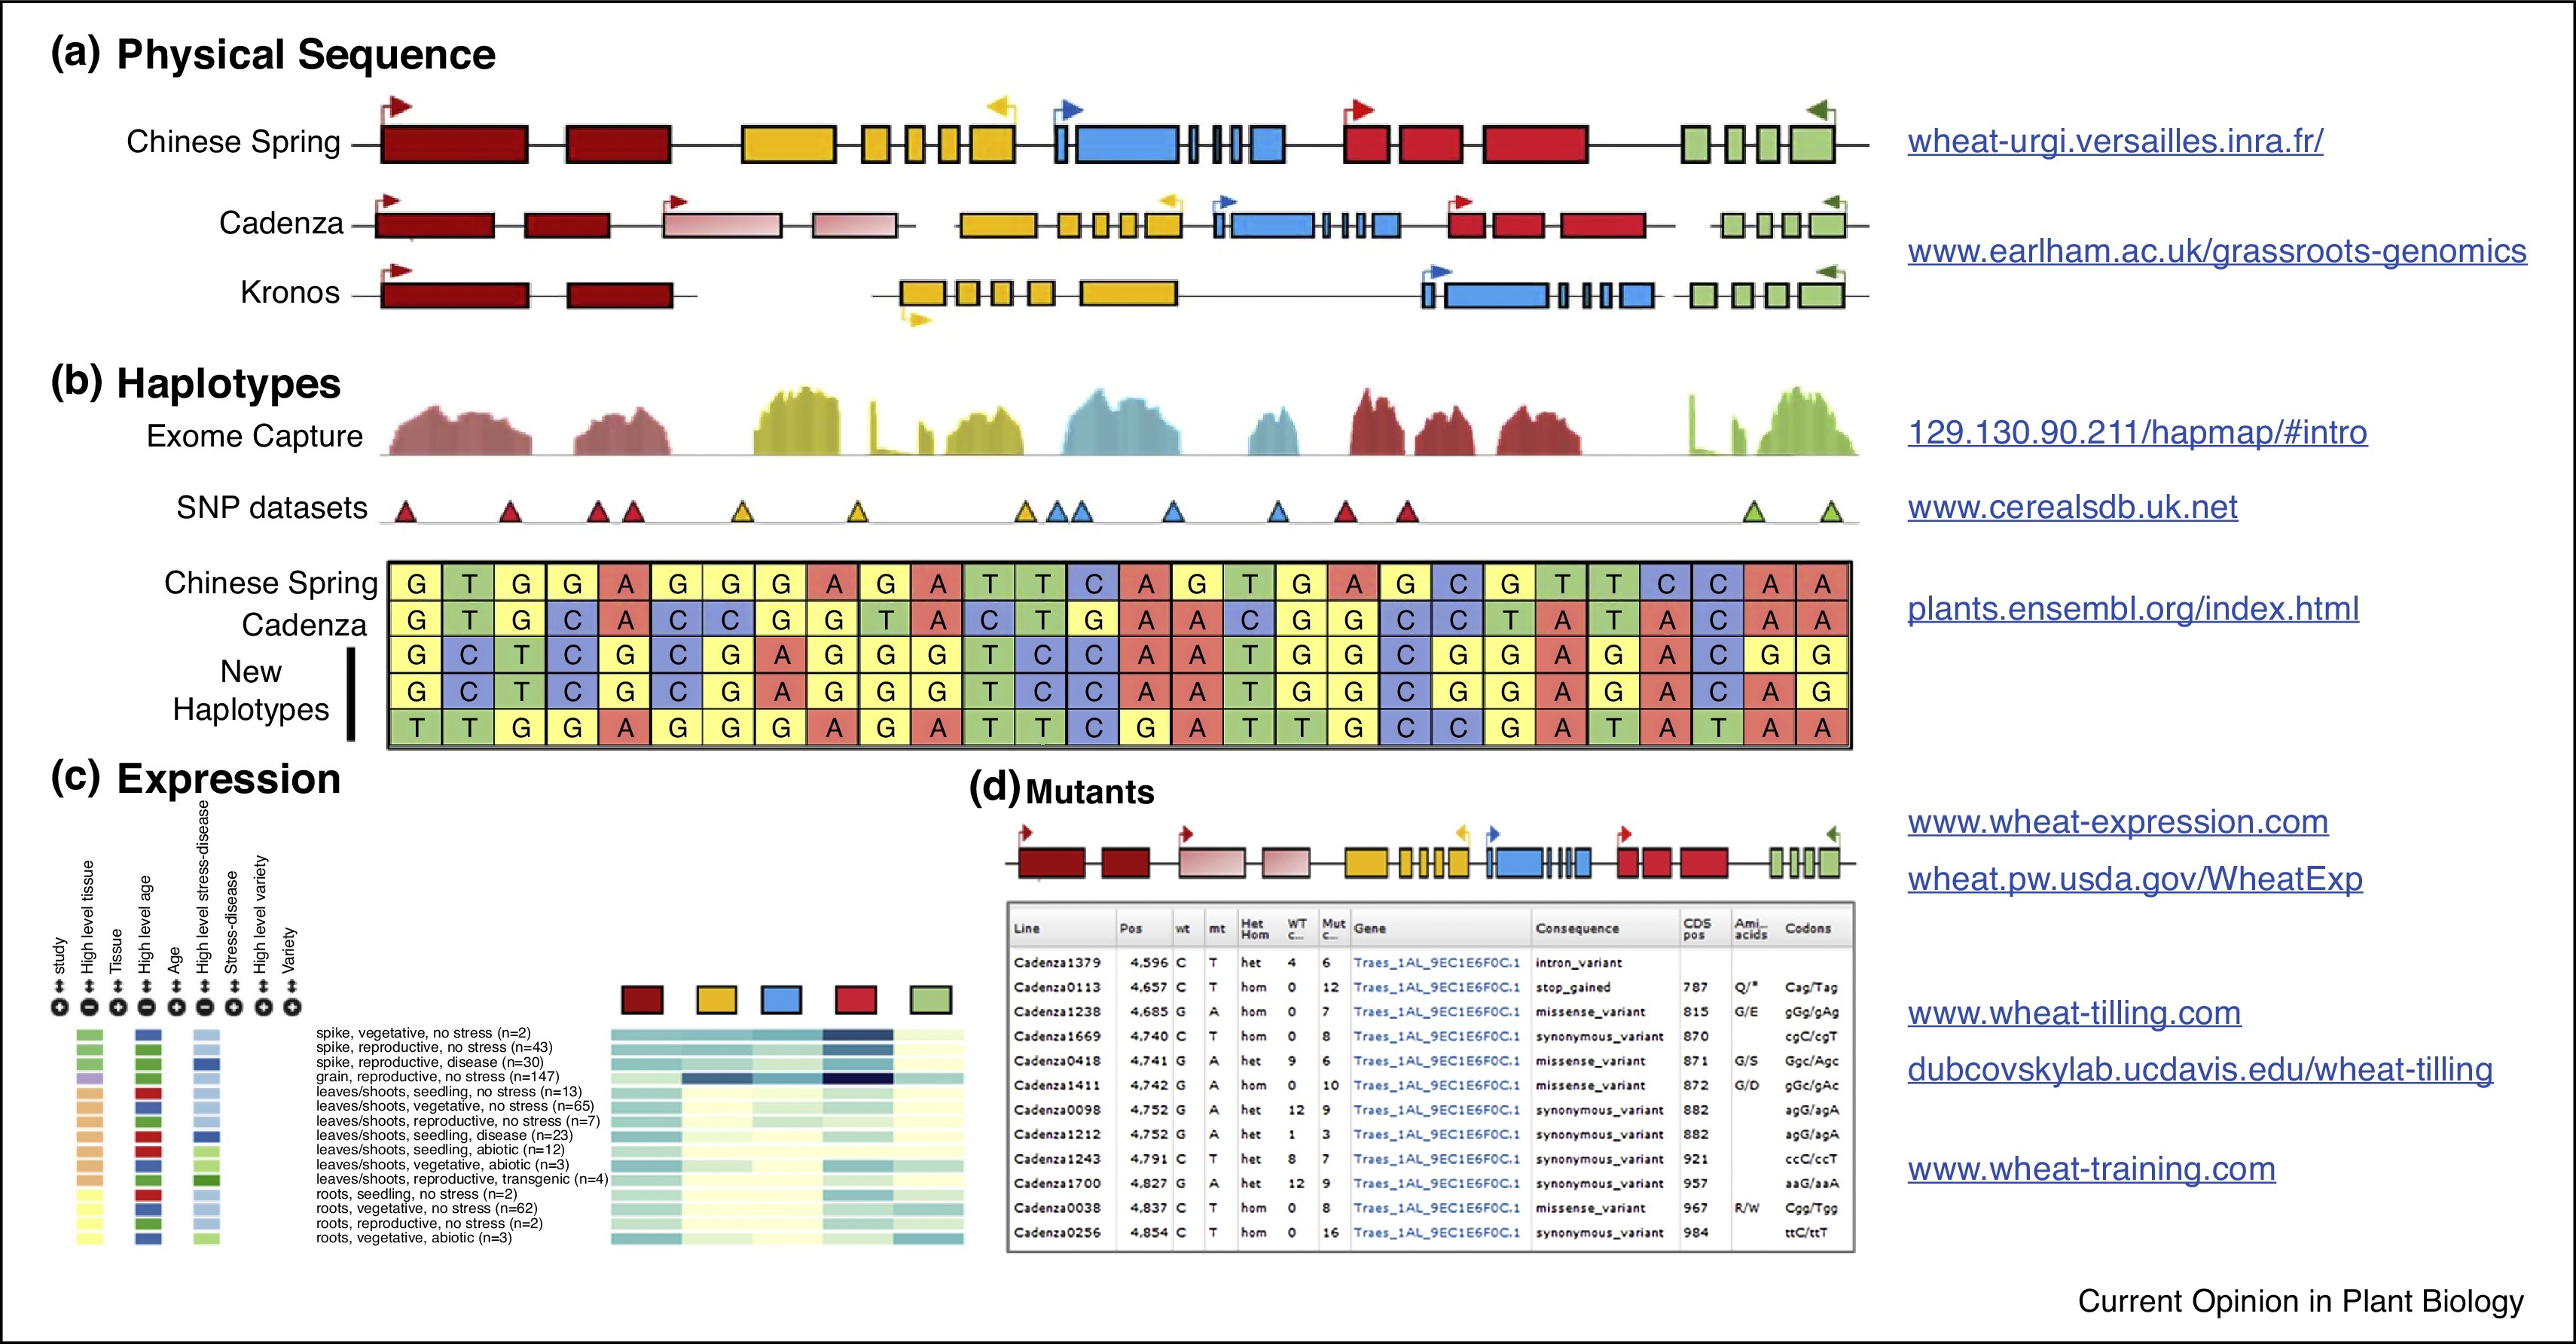 (a) Physical Sequence
Chinese Spring
wheat-urgi.versailles.inra.fr/
Cadenza
www.earlham.ac.uk/grassroots-genomics
Kronos
(b) Haplotypes
Exome Capture
129.130.90.211/hapmap/#intro
SNP datasets
www.cerealsdb.uk.net
Chinese Spring G T G G A G G G A G A T T C A G T G A G C G T T C C A A
Cadenza G T G C A C C G G T A C T G A A C G G C C T A T A C A A
plants.ensembl.org/index.html
New
Haplotypes
G C T C G C G A G G G T C C A A T G G C G G A G A C G G
G C T C G C G A G G G T C C A A T G G C G G A G A C A G
T T G G A G G G A G A T T C G A T T G C C G A T A T A A
(c) Expression
study
High level tissue
Tissue
High level age
Age
High level stress-disease
Stress-disease
High level variety
Variety
spike, vegetative, no stress (n=2)
spike, reproductive, no stress (n=43)
spike, reproductive, disease (n=30)
grain, reproductive, no stress (n=147)
leaves/shoots, seedling, no stress (n=13)
leaves/shoots, vegetative, no stress (n=65)
leaves/shoots, reproductive, no stress (n=7)
leaves/shoots, seedling, disease (n=23)
leaves/shoots, seedling, abiotic (n=12)
leaves/shoots, vegetative, abiotic (n=3)
leaves/shoots, reproductive, transgenic (n=4)
roots, seedling, no stress (n=2)
roots, vegetative, no stress (n=62)
roots, reproductive, no stress (n=2)
roots, vegetative, abiotic (n=3)
(d) Mutants
Line Pos wt mt Het Hom WT c... Mut c... Gene Consequence CDS pos Ami... acids Codons
Cadenza1379 4,596 C T het 4 6 Traes_1AL_9EC1E6F0C.1 intron_variant
Cadenza0113 4,657 C T hom 0 12 Traes_1AL_9EC1E6F0C.1 stop_gained 787 Q/* Cag/Tag
Cadenza1238 4,685 G A hom 0 7 Traes_1AL_9EC1E6F0C.1 missense_variant 815 G/E gGg/gAg
Cadenza1669 4,740 C T hom 0 8 Traes_1AL_9EC1E6F0C.1 synonymous_variant 870 cgC/cgT
Cadenza0418 4,741 G A het 9 6 Traes_1AL_9EC1E6F0C.1 missense_variant 871 G/S Ggc/Agc
Cadenza1411 4,742 G A hom 0 10 Traes_1AL_9EC1E6F0C.1 missense_variant 872 G/D gGc/gAc
Cadenza0098 4,752 G A het 12 9 Traes_1AL_9EC1E6F0C.1 synonymous_variant 882 agG/agA
Cadenza1212 4,752 G A het 1 3 Traes_1AL_9EC1E6F0C.1 synonymous_variant 882 agG/agA
Cadenza1243 4,791 C T het 8 7 Traes_1AL_9EC1E6F0C.1 synonymous_variant 921 ccC/ccT
Cadenza1700 4,827 G A het 12 9 Traes_1AL_9EC1E6F0C.1 synonymous_variant 957 aaG/aaA
Cadenza0038 4,837 C T hom 0 8 Traes_1AL_9EC1E6F0C.1 missense_variant 967 R/W Cgg/Tgg
Cadenza0256 4,854 C T hom 0 16 Traes_1AL_9EC1E6F0C.1 synonymous_variant 984 ttC/ttT
www.wheat-expression.com
wheat.pw.usda.gov/WheatExp
www.wheat-tilling.com
dubcovskylab.ucdavis.edu/wheat-tilling
www.wheat-training.com
Current Opinion in Plant Biology